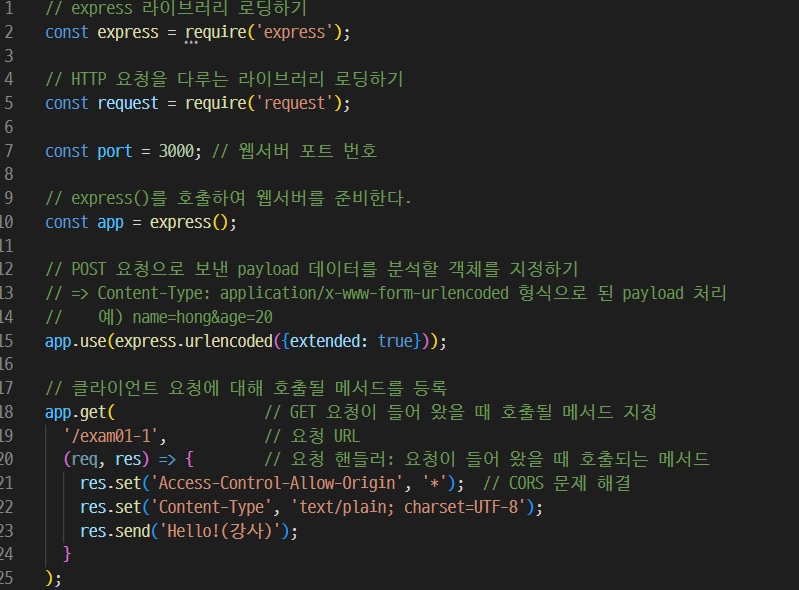 1 // express 라이브러리 로딩하기
2 const express = require('express');
3
4 // HTTP 요청을 다루는 라이브러리 로딩하기
5 const request = require('request');
6
7 const port = 3000; // 웹서버 포트 번호
8
9 // express()를 호출하여 웹서버를 준비한다.
10 const app = express();
11
12 // POST 요청으로 보낸 payload 데이터를 분석할 객체를 지정하기
13 // => Content-Type: application/x-www-form-urlencoded 형식으로 된 payload 처리
14 //    예) name=hong&age=20
15 app.use(express.urlencoded({extended: true}));
16
17 // 클라이언트 요청에 대해 호출될 메서드를 등록
18 app.get(                 // GET 요청이 들어 왔을 때 호출될 메서드 지정
19   '/exam01-1',           // 요청 URL
20   (req, res) => {        // 요청 핸들러: 요청이 들어 왔을 때 호출되는 메서드
21     res.set('Access-Control-Allow-Origin', '*');  // CORS 문제 해결
22     res.set('Content-Type', 'text/plain; charset=UTF-8');
23     res.send('Hello!(강사)');
24   }
25 );